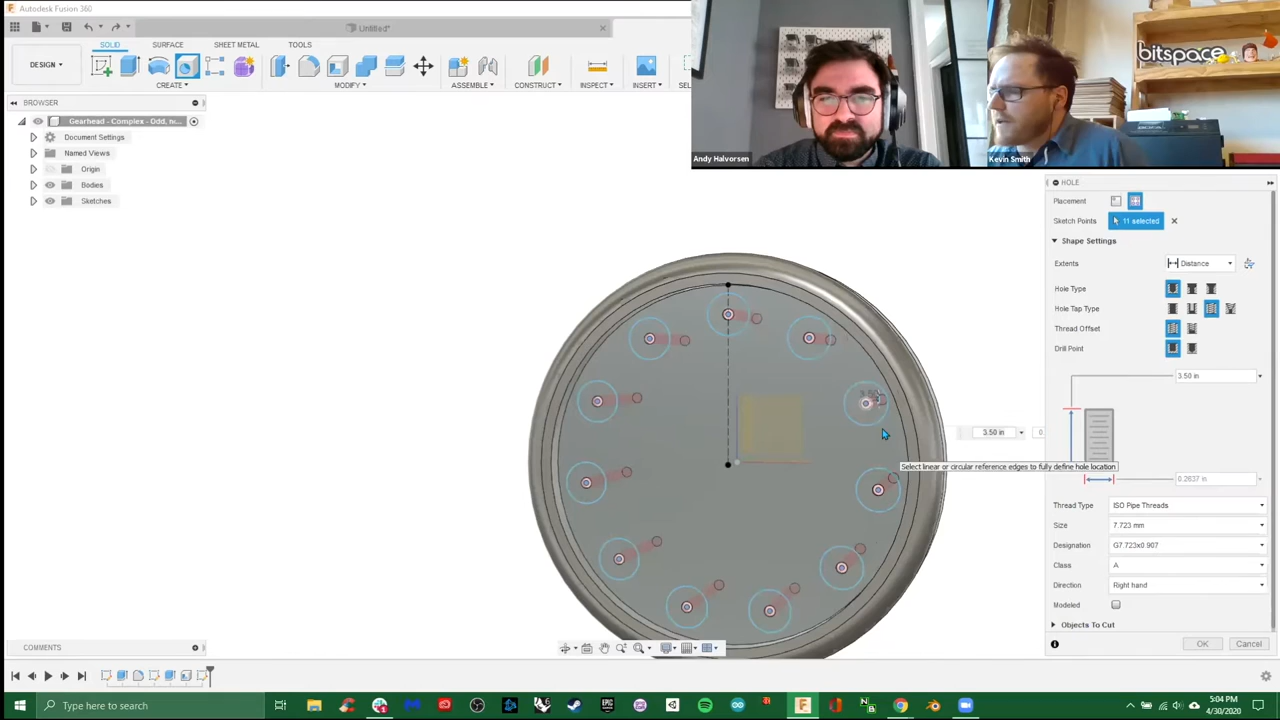 Autodesk Fusion 360
Untitled*
SOLID SURFACE SHEET METAL TOOLS
DESIGN
CREATE MODIFY ASSEMBLE CONSTRUCT INSPECT INSERT
bitspace
Andy Halvorsen
Kevin Smith
BROWSER
Gearhead - Complex - Odd, tw...
Document Settings
Named Views
Origin
Bodies
Sketches
HOLE
Placement
Sketch Points 11 selected
Shape Settings
Extents Distance
Hole Type
Hole Tap Type
Thread Offset
Drill Point
3.50 in
3.50 in
Select linear or circular reference edges to fully define hole location
0.2637 in
Thread Type ISO Pipe Threads
Size 7.723 mm
Designation G7.723x0.907
Class A
Direction Right hand
Modeled
Objects To Cut
OK Cancel
COMMENTS
Type here to search
5:04 PM
4/30/2020